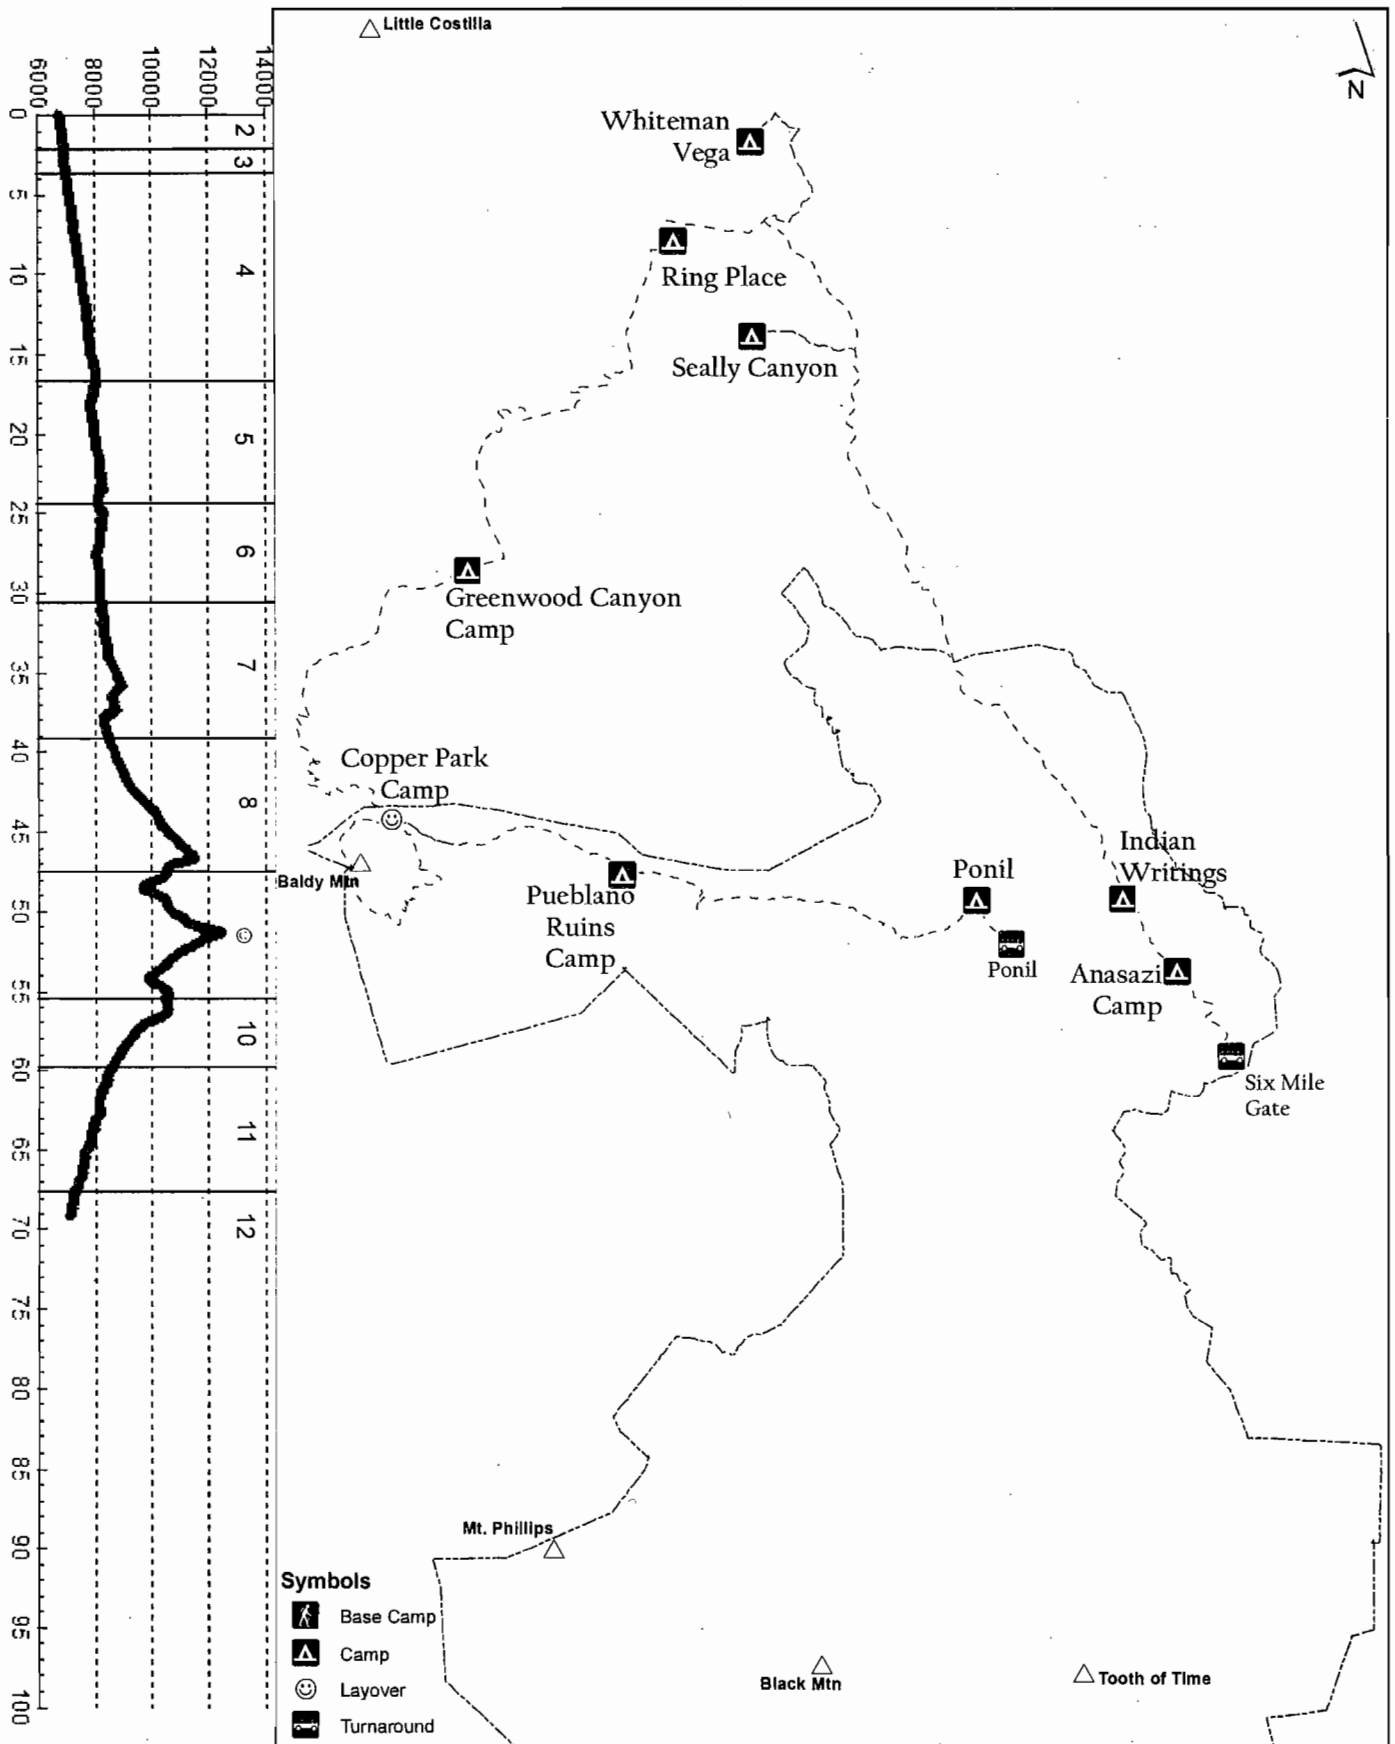 14000
12000
10000
8000
6000
0
5
10
15
20
25
30
35
40
45
50
55
60
65
70
75
80
85
90
95
100
2
3
4
5
6
7
8
10
11
12
N
Little Costilla
Whiteman
Vega
Ring Place
Seally Canyon
Greenwood Canyon
Camp
Copper Park
Camp
Baldy Mtn
Pueblano
Ruins
Camp
Ponil
Ponil
Indian
Writings
Anasazi
Camp
Six Mile
Gate
Mt. Phillips
Black Mtn
Tooth of Time
Symbols
Base Camp
Camp
Layover
Turnaround